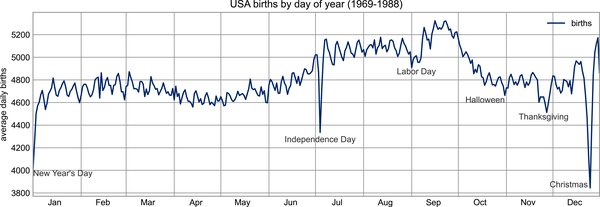 USA births by day of year (1969-1988)
births
average daily births
5200
5000
4800
4600
4400
4200
4000
3800
New Year's Day
Independence Day
Labor Day
Halloween
Thanksgiving
Christmas
Jan Feb Mar Apr May Jun Jul Aug Sep Oct Nov Dec